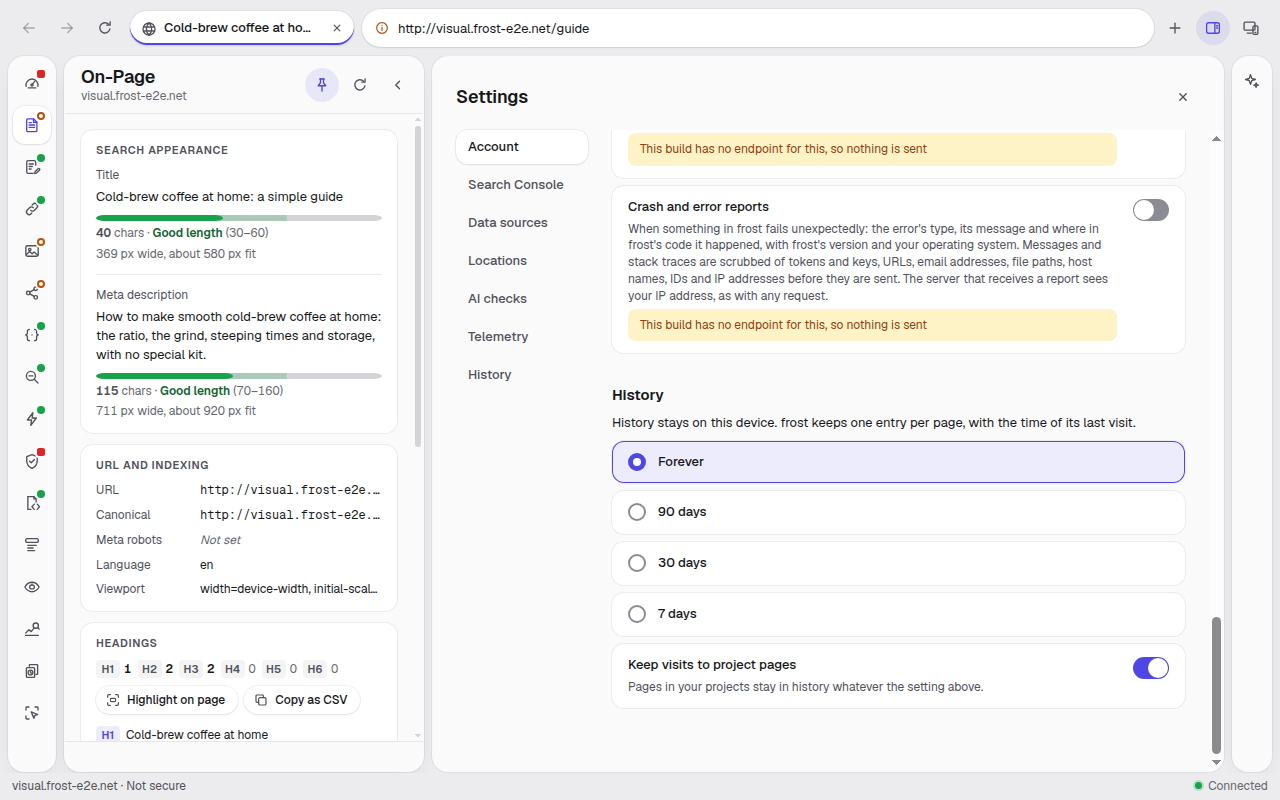 Cold-brew coffee at ho...
http://visual.frost-e2e.net/guide
On-Page
visual.frost-e2e.net
SEARCH APPEARANCE
Title
Cold-brew coffee at home: a simple guide
40 chars · Good length (30–60)
369 px wide, about 580 px fit
Meta description
How to make smooth cold-brew coffee at home:
the ratio, the grind, steeping times and storage,
with no special kit.
115 chars · Good length (70–160)
711 px wide, about 920 px fit
URL AND INDEXING
URL http://visual.frost-e2e.…
Canonical http://visual.frost-e2e.…
Meta robots Not set
Language en
Viewport width=device-width, initial-scal...
HEADINGS
H1 1 H2 2 H3 2 H4 0 H5 0 H6 0
Highlight on page Copy as CSV
H1 Cold-brew coffee at home
Settings
Account
Search Console
Data sources
Locations
AI checks
Telemetry
History
This build has no endpoint for this, so nothing is sent
Crash and error reports
When something in frost fails unexpectedly: the error's type, its message and where in
frost's code it happened, with frost's version and your operating system. Messages and
stack traces are scrubbed of tokens and keys, URLs, email addresses, file paths, host
names, IDs and IP addresses before they are sent. The server that receives a report sees
your IP address, as with any request.
This build has no endpoint for this, so nothing is sent
History
History stays on this device. frost keeps one entry per page, with the time of its last visit.
Forever
90 days
30 days
7 days
Keep visits to project pages
Pages in your projects stay in history whatever the setting above.
visual.frost-e2e.net · Not secure
Connected